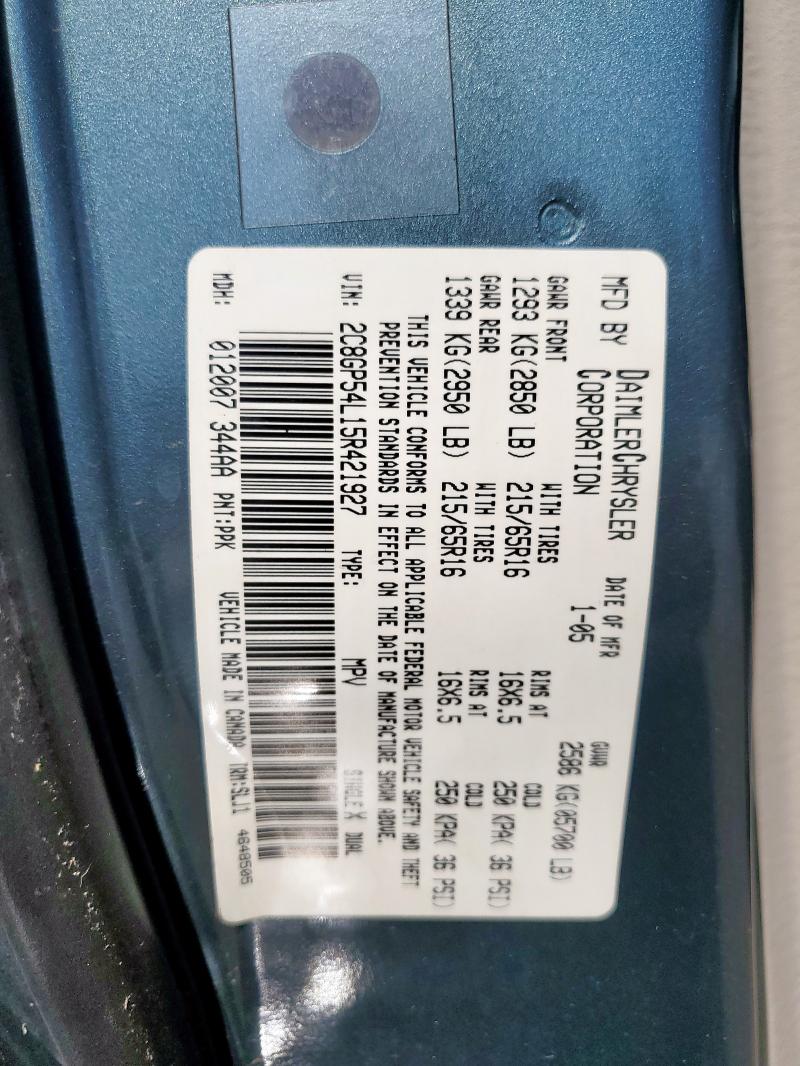 MFD BY DAIMLERCHRYSLER CORPORATION
DATE OF MFR 1-05
GVWR 2586 KG(05700 LB)
GAWR FRONT WITH TIRES RIMS AT COLD
1293 KG(2850 LB) 215/65R16 16X6.5 250 KPA( 36 PSI)
GAWR REAR WITH TIRES RIMS AT COLD
1339 KG(2950 LB) 215/65R16 16X6.5 250 KPA( 36 PSI)
THIS VEHICLE CONFORMS TO ALL APPLICABLE FEDERAL MOTOR VEHICLE SAFETY AND THEFT
PREVENTION STANDARDS IN EFFECT ON THE DATE OF MANUFACTURE SHOWN ABOVE.
VIN: 2C8GP54L15R421927 TYPE: MPV SINGLE X DUAL
MDH: 012007 344AA PNT:PPK VEHICLE MADE IN CANADA TRM:SLJ1 4648505